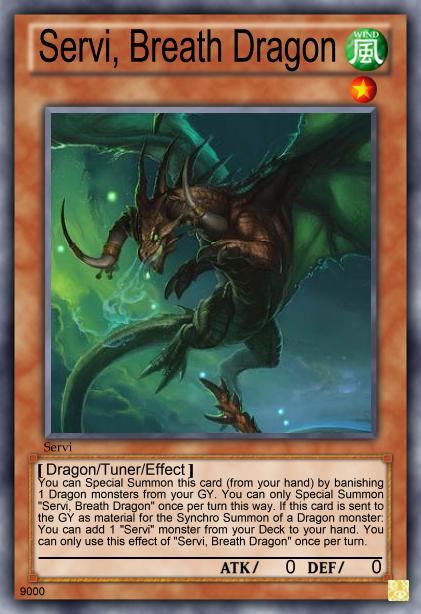 Servi, Breath Dragon
WIND
風
Servi
[ Dragon/Tuner/Effect ]
You can Special Summon this card (from your hand) by banishing
1 Dragon monsters from your GY. You can only Special Summon
"Servi, Breath Dragon" once per turn this way. If this card is sent to
the GY as material for the Synchro Summon of a Dragon monster:
You can add 1 "Servi" monster from your Deck to your hand. You
can only use this effect of "Servi, Breath Dragon" once per turn.
ATK/ 0 DEF/ 0
9000